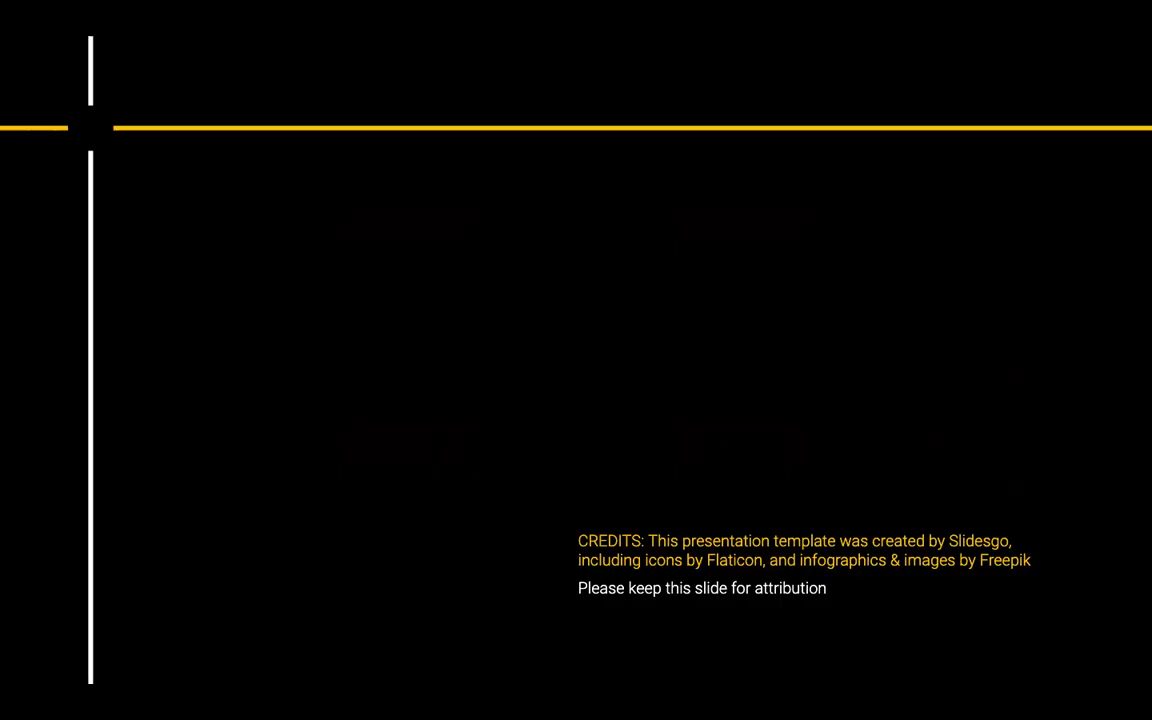 CREDITS: This presentation template was created by Slidesgo,
including icons by Flaticon, and infographics & images by Freepik
Please keep this slide for attribution